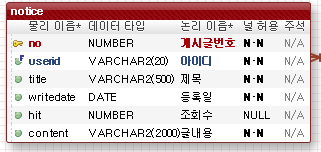 notice
물리 이름* 데이터 타입 논리 이름* 널 허용 주석
no NUMBER 게시글번호 N-N N/A
userid VARCHAR2(20) 아이디 N-N N/A
title VARCHAR2(500) 제목 N-N N/A
writedate DATE 등록일 N-N N/A
hit NUMBER 조회수 NULL N/A
content VARCHAR2(2000) 글내용 N-N N/A